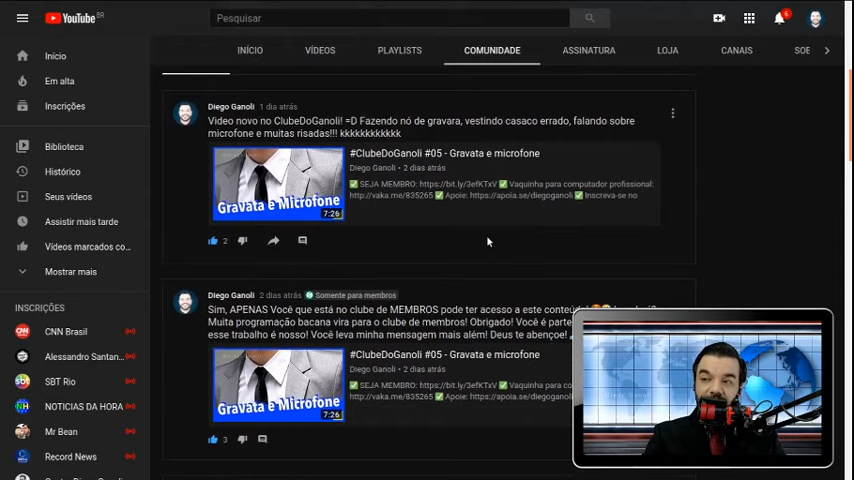 YouTube BR
Pesquisar
6
INÍCIO VÍDEOS PLAYLISTS COMUNIDADE ASSINATURA LOJA CANAIS SOB
Início
Em alta
Inscrições
Biblioteca
Histórico
Seus vídeos
Assistir mais tarde
Vídeos marcados co...
Mostrar mais
INSCRIÇÕES
CNN Brasil
Alessandro Santan...
SBT Rio
NOTICIAS DA HORA
Mr Bean
Record News
Diego Ganoli 1 dia atrás
Video novo no ClubeDoGanoli! =D Fazendo nó de gravara, vestindo casaco errado, falando sobre
microfone e muitas risadas!!! kkkkkkkkkkkk
Gravata e Microfone
7:26
#ClubeDoGanoli #05 - Gravata e microfone
Diego Ganoli • 2 dias atrás
✅ SEJA MEMBRO: https://bit.ly/3efKTxV ✅ Vaquinha para computador profissional:
http://vaka.me/835265 ✅ Apoie: https://apoia.se/diegoganoli ✅ Inscreva-se no
2
Diego Ganoli 2 dias atrás Somente para membros
Sim, APENAS Você que está no clube de MEMBROS pode ter acesso a este conteúdo!
Muita programação bacana vira para o clube de membros! Obrigado! Você é parte
esse trabalho é nosso! Você leva minha mensagem mais além! Deus te abençoe!
Gravata e Microfone
7:26
#ClubeDoGanoli #05 - Gravata e microfone
Diego Ganoli • 2 dias atrás
✅ SEJA MEMBRO: https://bit.ly/3efKTxV ✅ Vaquinha para co
http://vaka.me/835265 ✅ Apoie: https://apoia.se/diegoganoli
3